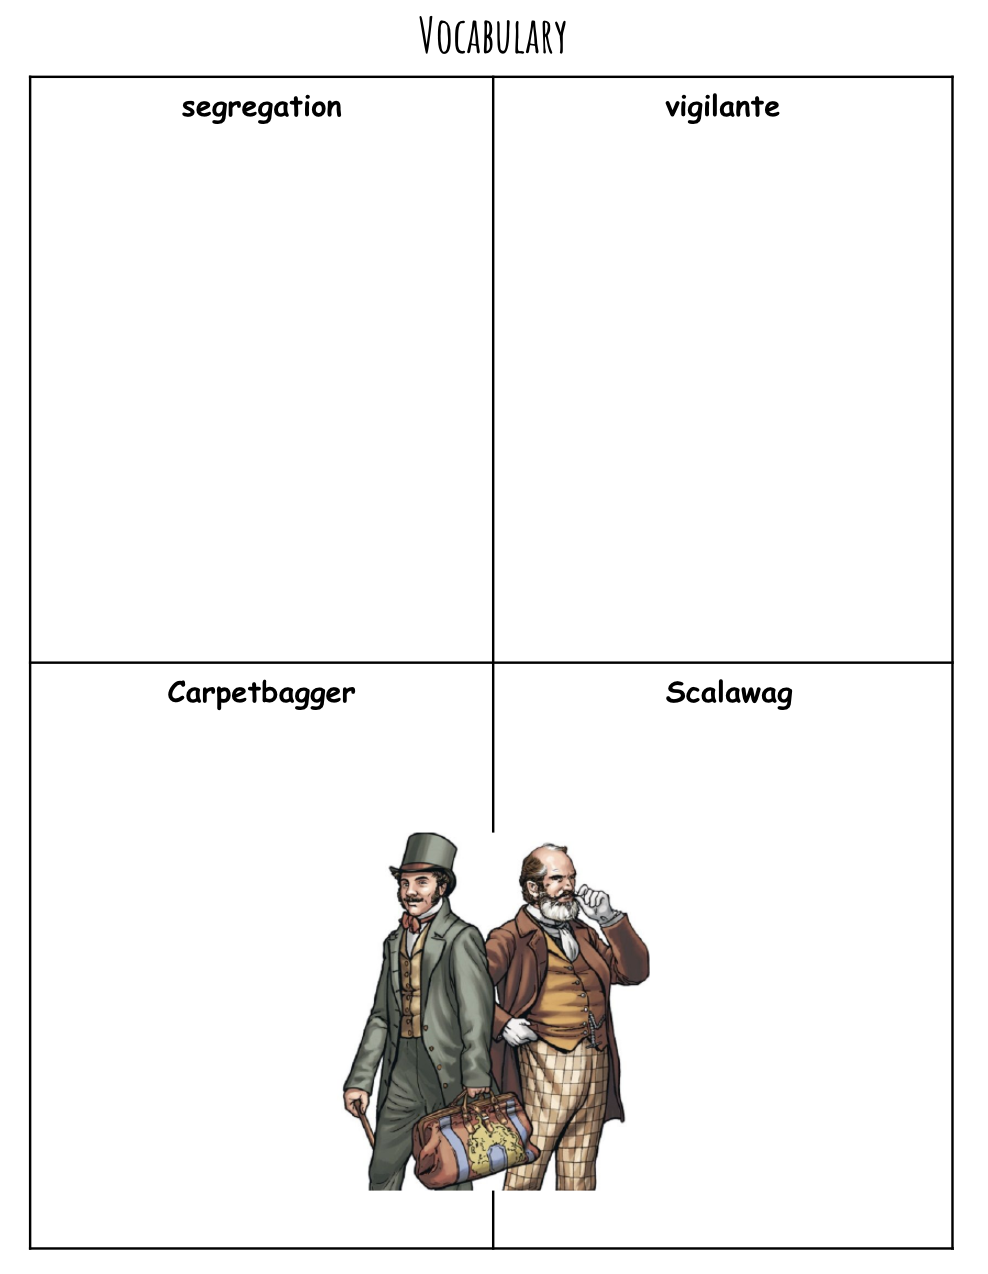 Vocabulary
segregation
vigilante
Carpetbagger
Scalawag